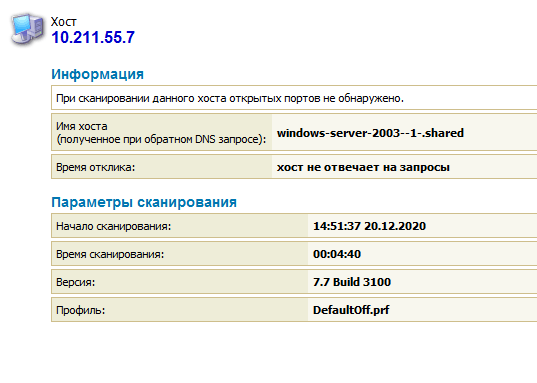 Хост
10.211.55.7
Информация
При сканировании данного хоста открытых портов не обнаружено.
Имя хоста
(полученное при обратном DNS запросе):
windows-server-2003--1-.shared
Время отклика:
хост не отвечает на запросы
Параметры сканирования
Начало сканирования:
14:51:37 20.12.2020
Время сканирования:
00:04:40
Версия:
7.7 Build 3100
Профиль:
DefaultOff.prf